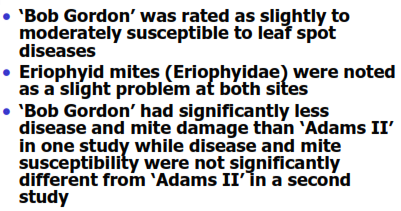 • ‘Bob Gordon’ was rated as slightly to
moderately susceptible to leaf spot
diseases
• Eriophyid mites (Eriophyidae) were noted
as a slight problem at both sites
• ‘Bob Gordon’ had significantly less
disease and mite damage than ‘Adams II’
in one study while disease and mite
susceptibility were not significantly
different from ‘Adams II’ in a second
study